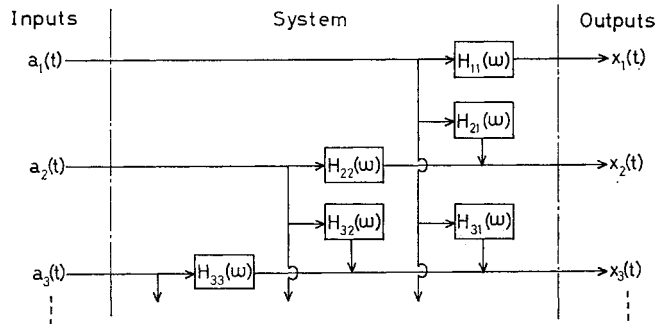 Inputs System Outputs
a₁(t) H₁₁(ω) x₁(t)
H₂₁(ω)
a₂(t) H₂₂(ω) x₂(t)
H₃₂(ω) H₃₁(ω)
a₃(t) H₃₃(ω) x₃(t)